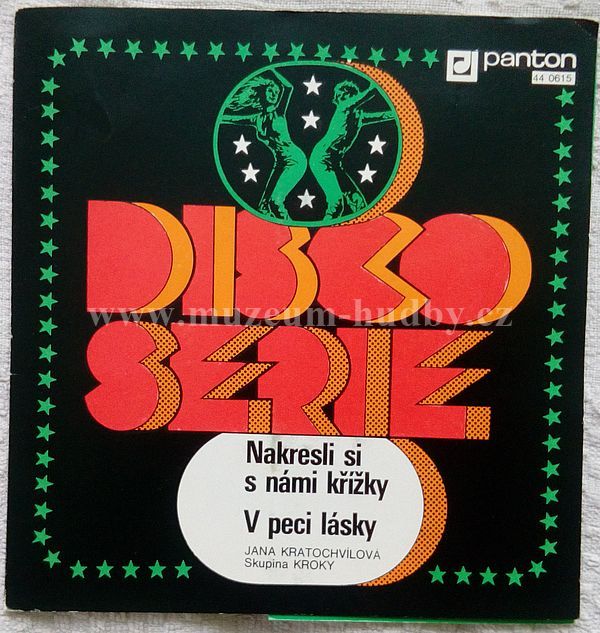 panton
44 0615
DISCO
www.muzeum-hudby.cz
SERIE
Nakresli si
s námi křížky
V peci lásky
JANA KRATOCHVÍLOVÁ
Skupina KROKY